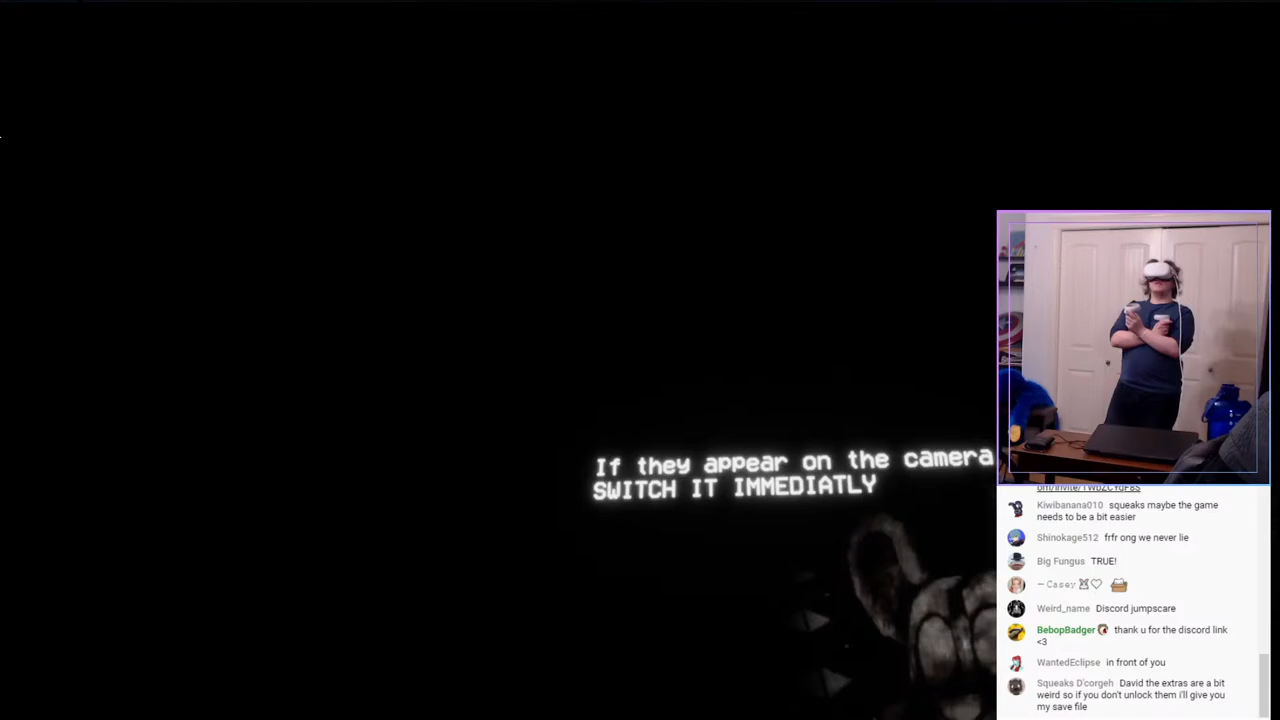 If they appear on the camera
SWITCH IT IMMEDIATLY
Kiwibanana010 squeaks maybe the game
needs to be a bit easier
Shinokage512 frfr ong we never lie
Big Fungus TRUE!
~ Casey
Weird_name Discord jumpscare
BebopBadger thank u for the discord link
<3
WantedEclipse in front of you
Squeaks D'corgeh David the extras are a bit
weird so if you don't unlock them i'll give you
my save file